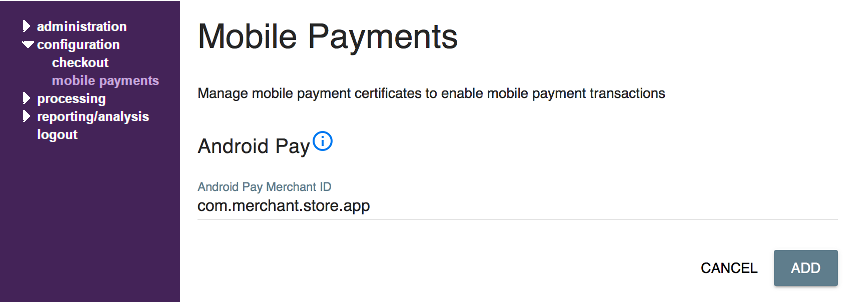 administration
configuration
checkout
mobile payments
processing
reporting/analysis
logout
Mobile Payments
Manage mobile payment certificates to enable mobile payment transactions
Android Pay
Android Pay Merchant ID
com.merchant.store.app
CANCEL ADD